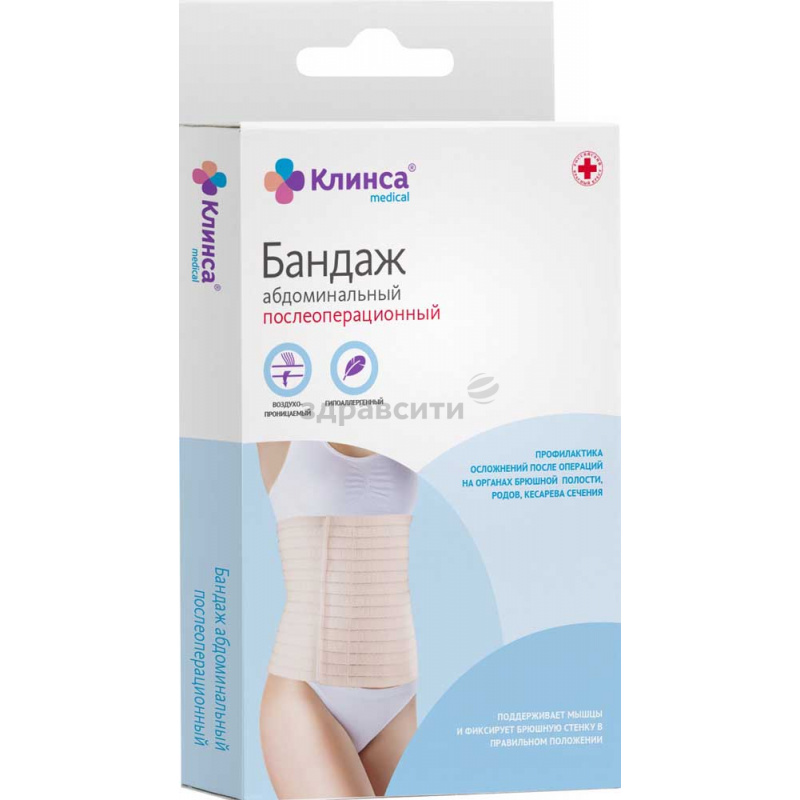 Клинса®
medical
Бандаж
абдоминальный
послеоперационный
ВОЗДУХО-
ПРОНИЦАЕМЫЙ
ГИПОАЛЛЕРГЕННЫЙ
здравсити
ПРОФИЛАКТИКА
ОСЛОЖНЕНИЙ ПОСЛЕ ОПЕРАЦИЙ
НА ОРГАНАХ БРЮШНОЙ ПОЛОСТИ,
РОДОВ, КЕСАРЕВА СЕЧЕНИЯ
ПОДДЕРЖИВАЕТ МЫШЦЫ
И ФИКСИРУЕТ БРЮШНУЮ СТЕНКУ В
ПРАВИЛЬНОМ ПОЛОЖЕНИИ
Клинса®
medical
Бандаж абдоминальный
послеоперационный